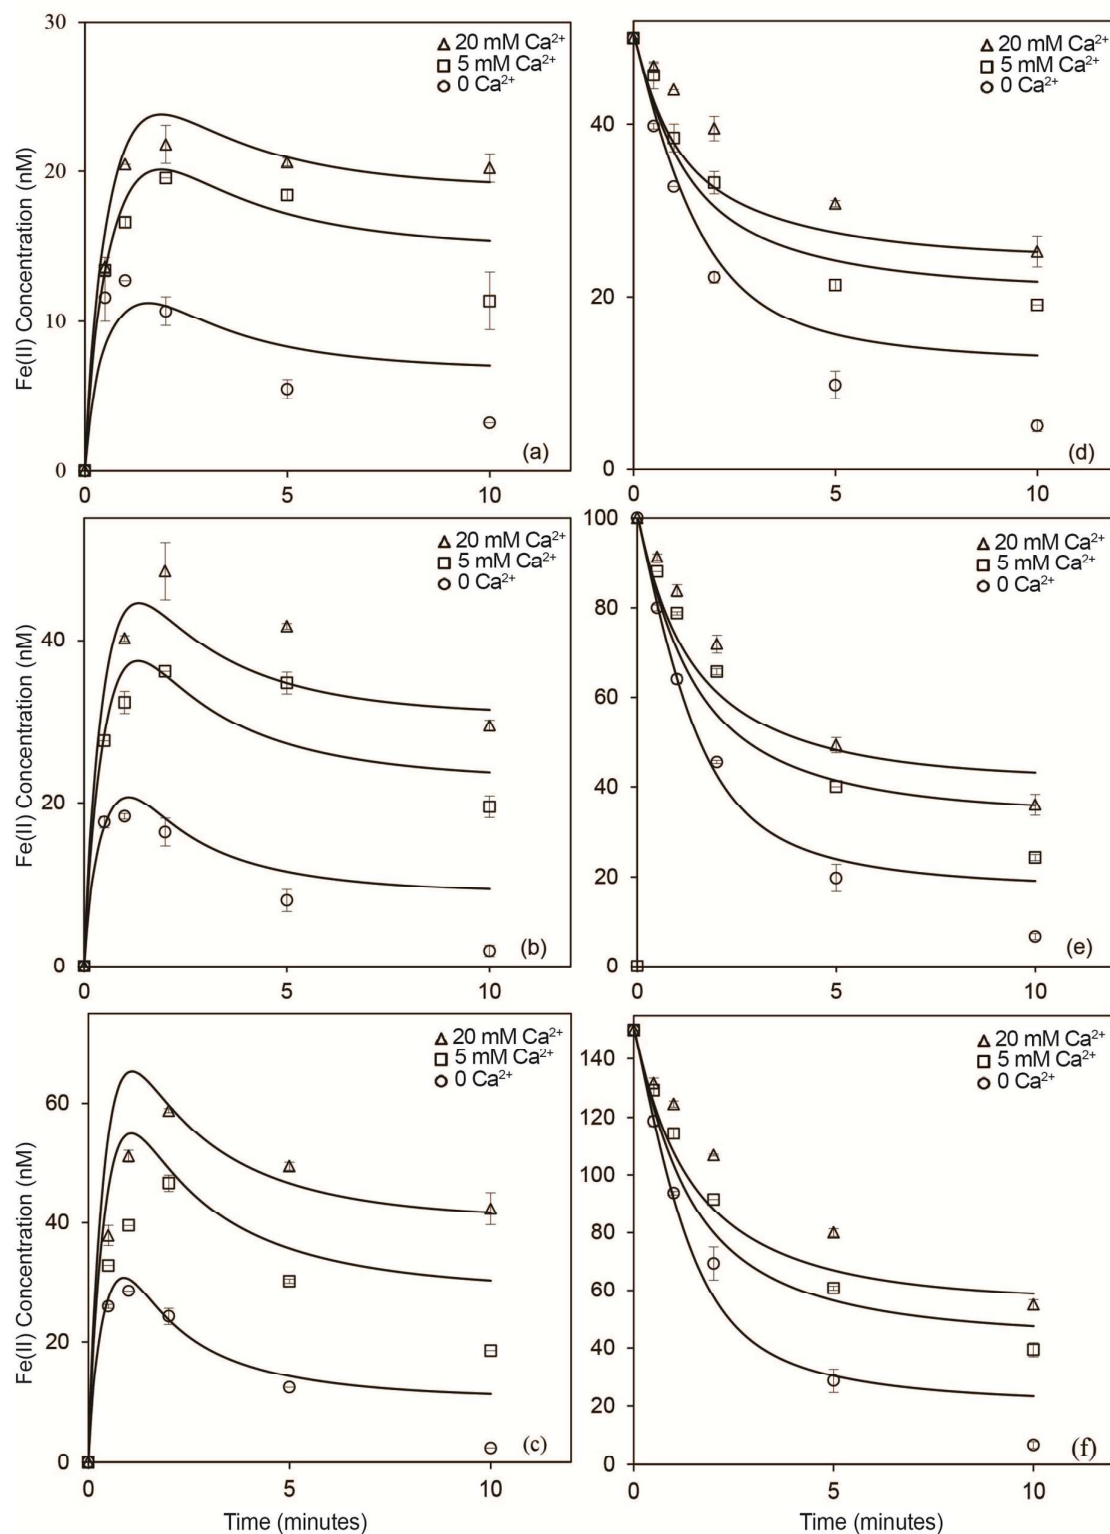 30
20 mM Ca²⁺
5 mM Ca²⁺
0 Ca²⁺
20
10
0
0
5
10
Fe(II) Concentration (nM)
(a)
20 mM Ca²⁺
5 mM Ca²⁺
0 Ca²⁺
40
20
0
0
5
10
(d)
20 mM Ca²⁺
5 mM Ca²⁺
0 Ca²⁺
40
20
0
0
5
10
Fe(II) Concentration (nM)
(b)
100
20 mM Ca²⁺
5 mM Ca²⁺
0 Ca²⁺
80
60
40
20
0
0
5
10
(e)
20 mM Ca²⁺
5 mM Ca²⁺
0 Ca²⁺
60
40
20
0
0
5
10
Fe(II) Concentration (nM)
(c)
Time (minutes)
20 mM Ca²⁺
5 mM Ca²⁺
0 Ca²⁺
140
120
100
80
60
40
20
0
0
5
10
(f)
Time (minutes)